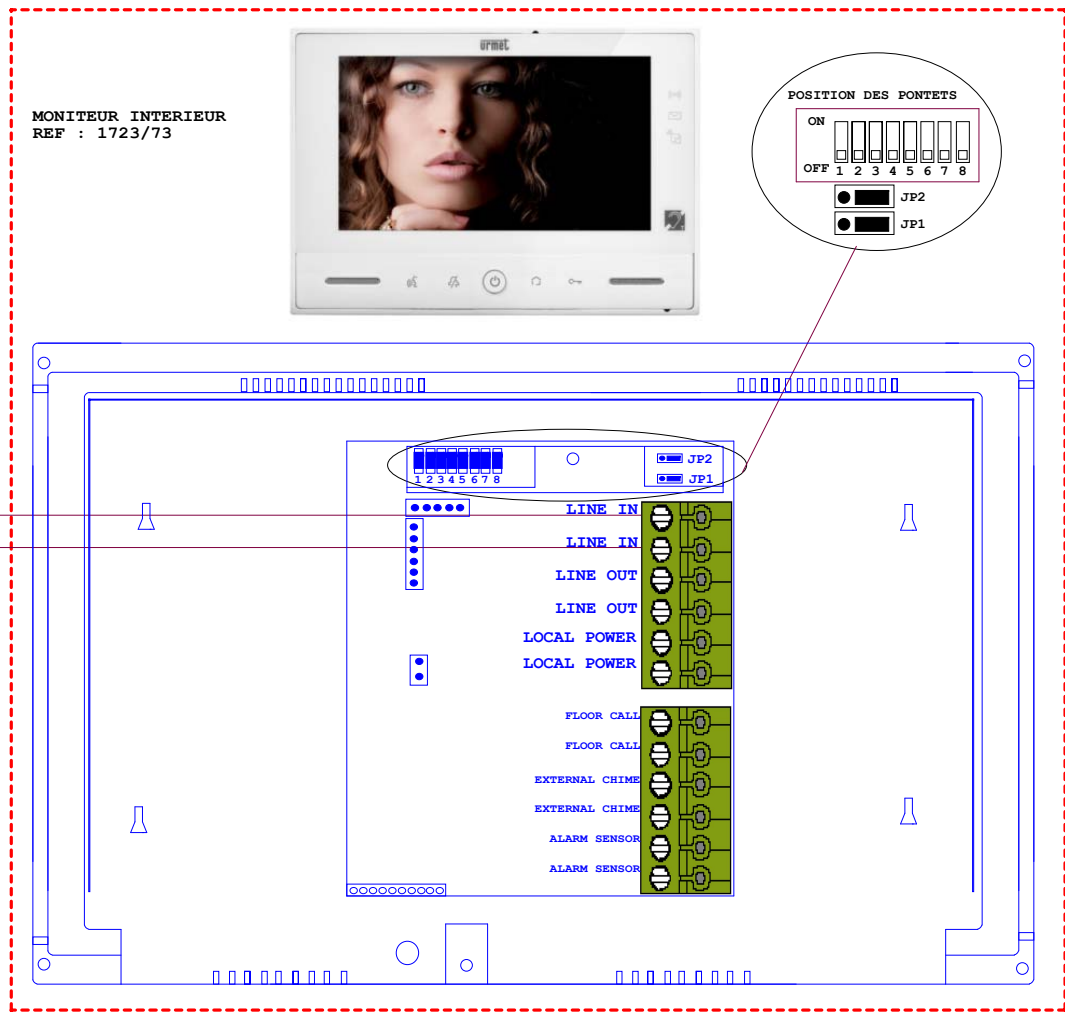 urmet
MONITEUR INTERIEUR
REF : 1723/73
POSITION DES PONTETS
ON
OFF 1 2 3 4 5 6 7 8
JP2
JP1
1 2 3 4 5 6 7 8
JP2
JP1
LINE IN
LINE IN
LINE OUT
LINE OUT
LOCAL POWER
LOCAL POWER
FLOOR CALL
FLOOR CALL
EXTERNAL CHIME
EXTERNAL CHIME
ALARM SENSOR
ALARM SENSOR